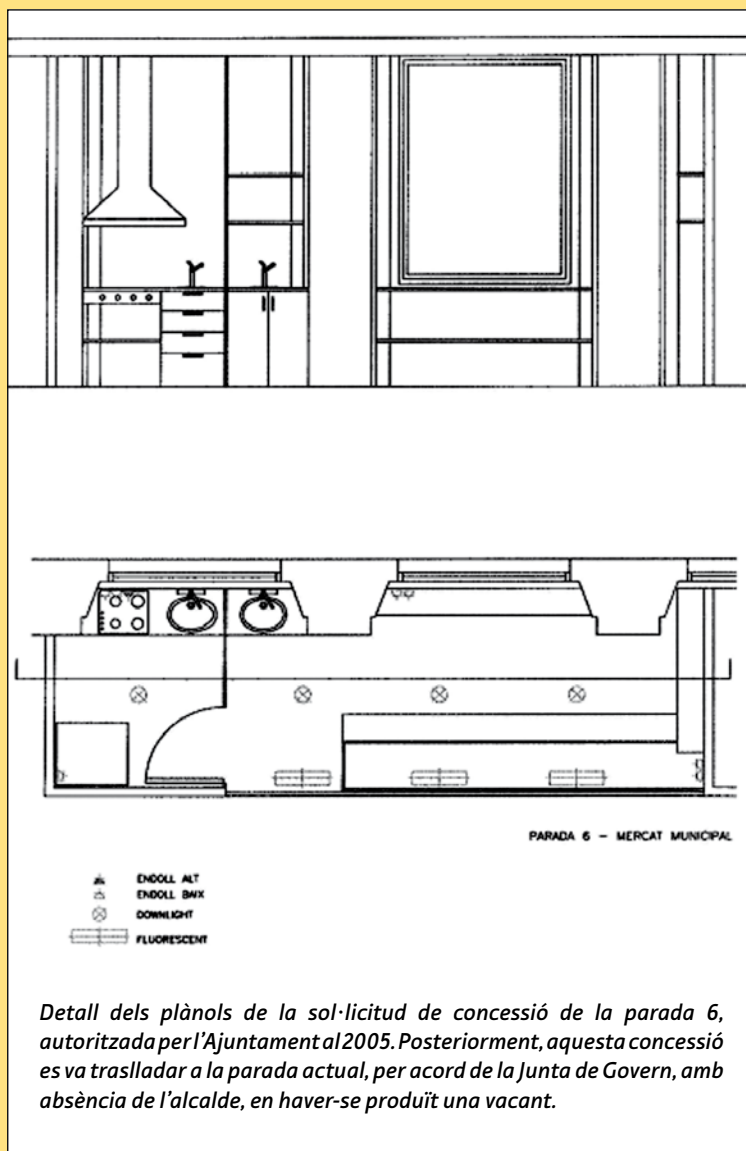 PARADA 6 – MERCAT MUNICIPAL
ENDOLL ALT
ENDOLL BAIX
DOWNLIGHT
FLUORESCENT
Detall dels plànols de la sol·licitud de concessió de la parada 6,
autoritzada per l'Ajuntament al 2005. Posteriorment, aquesta concessió
es va traslladar a la parada actual, per acord de la Junta de Govern, amb
absència de l'alcalde, en haver-se produït una vacant.